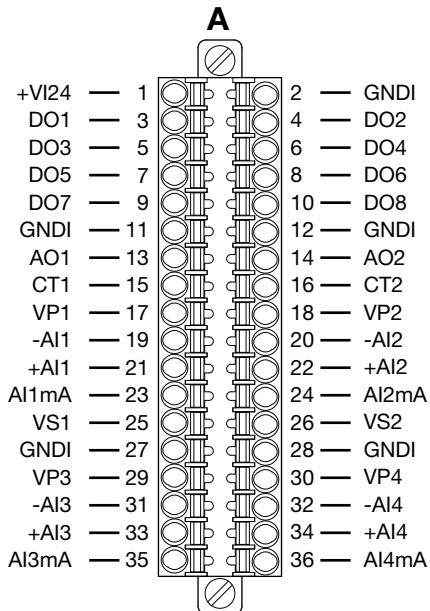 A
+VI24 — 1 2 — GNDI
DO1 — 3 4 — DO2
DO3 — 5 6 — DO4
DO5 — 7 8 — DO6
DO7 — 9 10 — DO8
GNDI — 11 12 — GNDI
AO1 — 13 14 — AO2
CT1 — 15 16 — CT2
VP1 — 17 18 — VP2
-AI1 — 19 20 — -AI2
+AI1 — 21 22 — +AI2
AI1mA — 23 24 — AI2mA
VS1 — 25 26 — VS2
GNDI — 27 28 — GNDI
VP3 — 29 30 — VP4
-AI3 — 31 32 — -AI4
+AI3 — 33 34 — +AI4
AI3mA — 35 36 — AI4mA